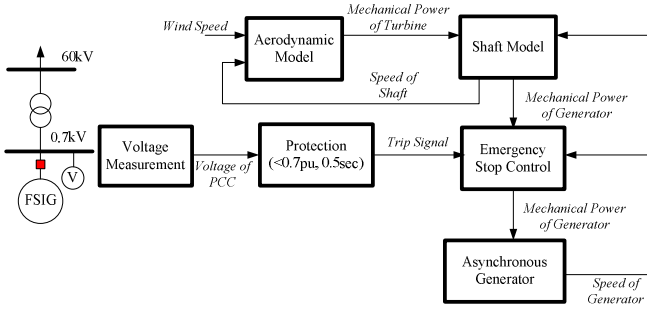 Wind Speed
Aerodynamic
Model
Mechanical Power
of Turbine
Shaft Model
Speed of
Shaft
Mechanical Power
of Generator
60kV
0.7kV
V
FSIG
Voltage
Measurement
Voltage of
PCC
Protection
(<0.7pu, 0.5sec)
Trip Signal
Emergency
Stop Control
Mechanical Power
of Generator
Asynchronous
Generator
Speed of
Generator